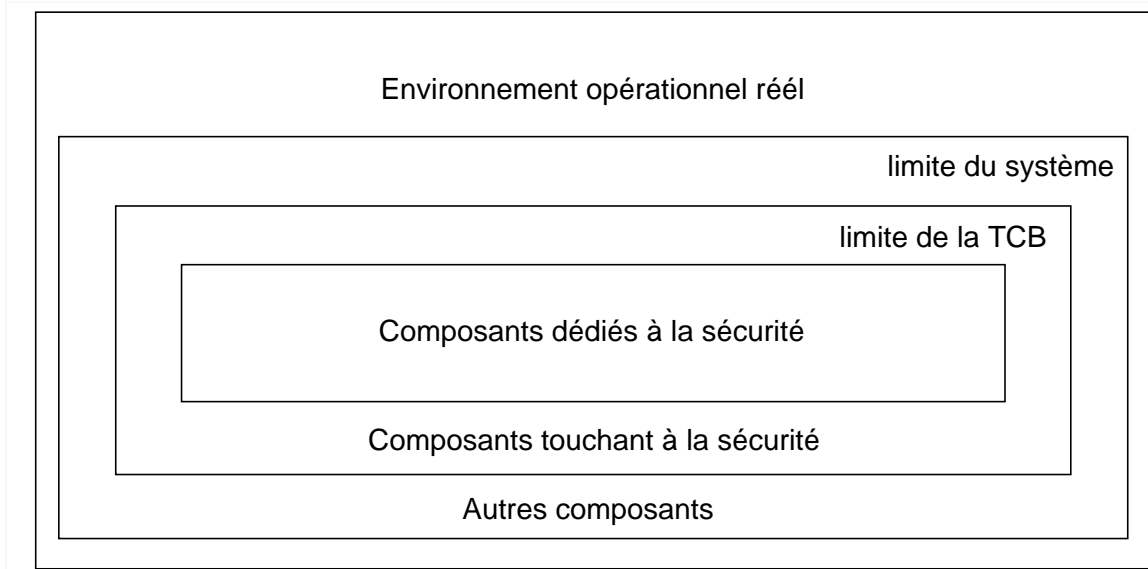 Environnement opérationnel réél
limite du système
limite de la TCB
Composants dédiés à la sécurité
Composants touchant à la sécurité
Autres composants